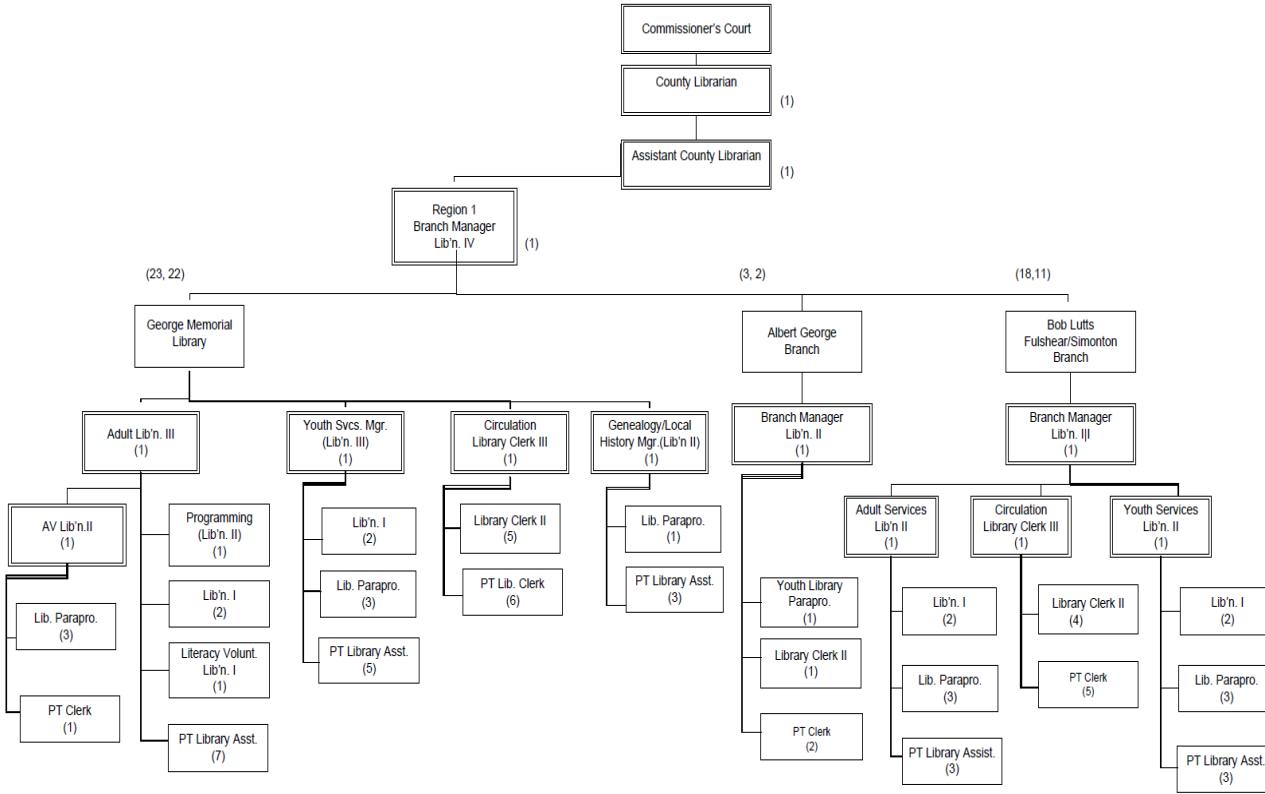 Commissioner's Court
County Librarian
(1)
Assistant County Librarian
(1)
Region 1
Branch Manager
Lib'n. IV
(1)
(23, 22)
(3, 2)
(18,11)
George Memorial
Library
Albert George
Branch
Bob Lutts
Fulshear/Simonton
Branch
Adult Lib'n. III
(1)
Youth Svcs. Mgr.
(Lib'n. III)
(1)
Circulation
Library Clerk III
(1)
Genealogy/Local
History Mgr.(Lib'n II)
(1)
Branch Manager
Lib'n. II
(1)
Branch Manager
Lib'n. I|I
(1)
AV Lib'n.II
(1)
Lib. Parapro.
(3)
PT Clerk
(1)
Programming
(Lib'n. II)
(1)
Lib'n. I
(2)
Literacy Volunt.
Lib'n. I
(1)
PT Library Asst.
(7)
Lib'n. I
(2)
Lib. Parapro.
(3)
PT Library Asst.
(5)
Library Clerk II
(5)
PT Lib. Clerk
(6)
Lib. Parapro.
(1)
PT Library Asst.
(3)
Youth Library
Parapro.
(1)
Library Clerk II
(1)
PT Clerk
(2)
Adult Services
Lib'n II
(1)
Lib'n. I
(2)
Lib. Parapro.
(3)
PT Library Assist.
(3)
Circulation
Library Clerk III
(1)
Library Clerk II
(4)
PT Clerk
(5)
Youth Services
Lib'n. II
(1)
Lib'n. I
(2)
Lib. Parapro.
(3)
PT Library Asst.
(3)